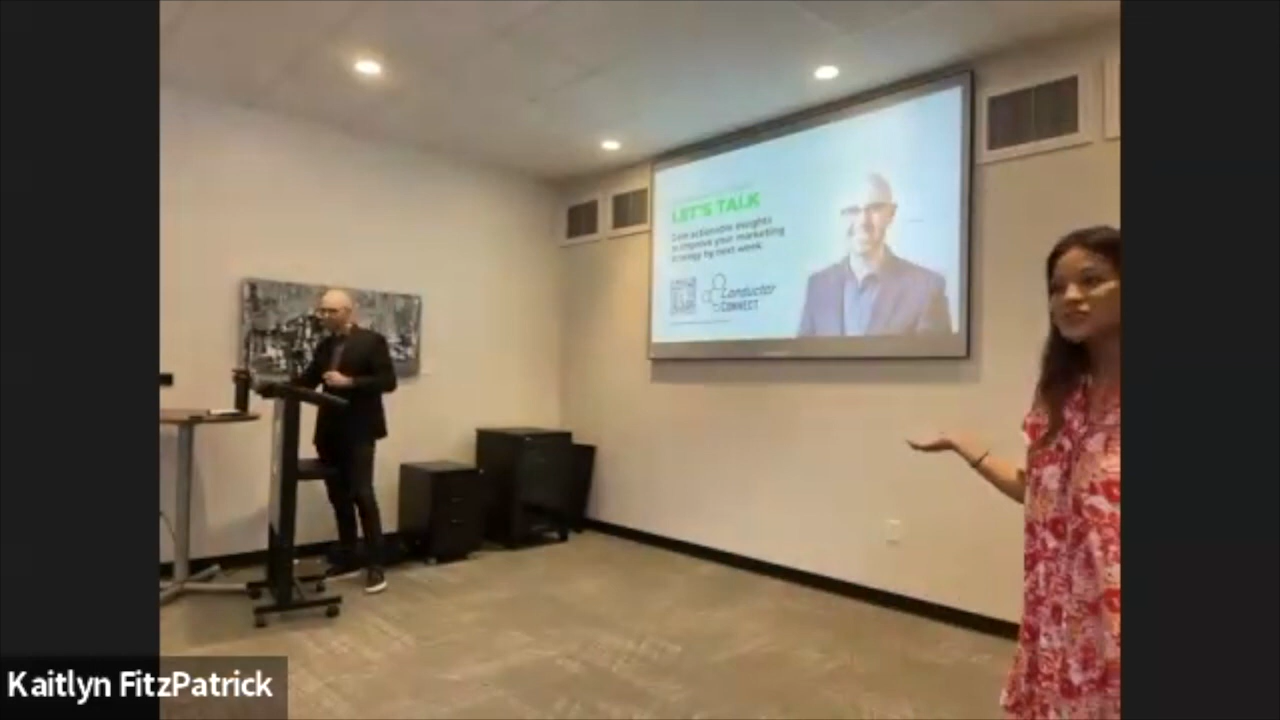 LET'S TALK
Gain actionable insights
to improve your marketing
strategy by next week
Conductor
CONNECT
Kaitlyn FitzPatrick